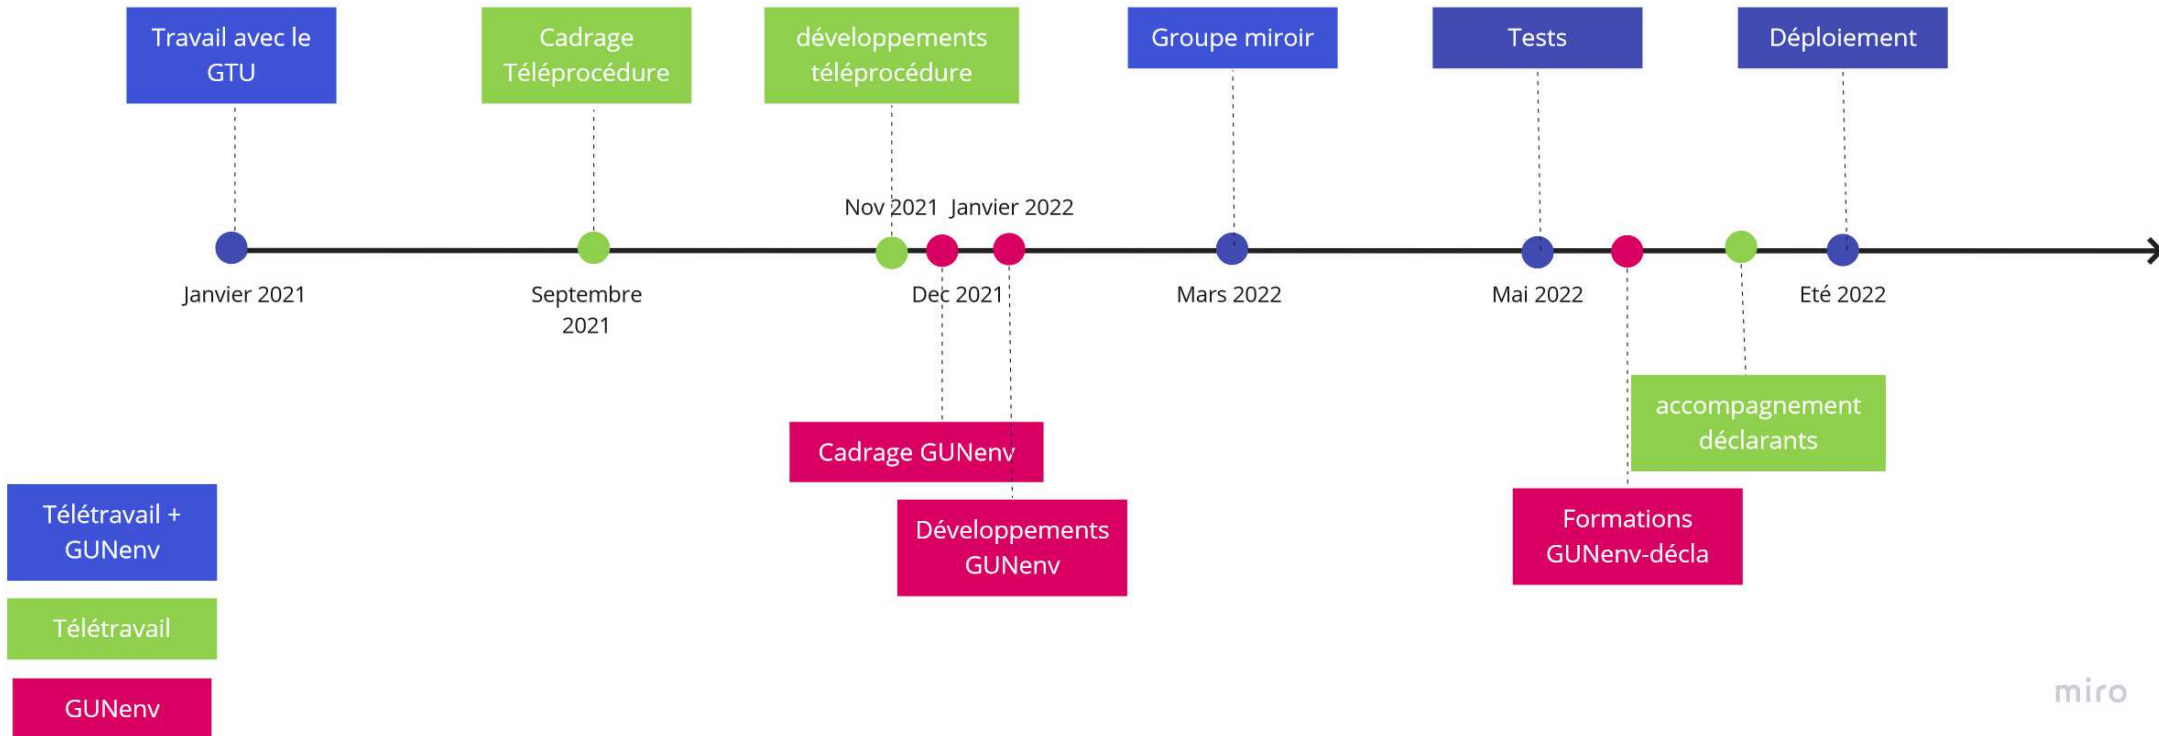 Travail avec le
GTU
Cadrage
Téléprocédure
développements
téléprocédure
Groupe miroir
Tests
Déploiement
Nov 2021
Janvier 2022
Janvier 2021
Septembre
2021
Dec 2021
Mars 2022
Mai 2022
Eté 2022
accompagnement
déclarants
Cadrage GUNenv
Développements
GUNenv
Formations
GUNenv-décla
Télétravail +
GUNenv
Télétravail
GUNenv
miro